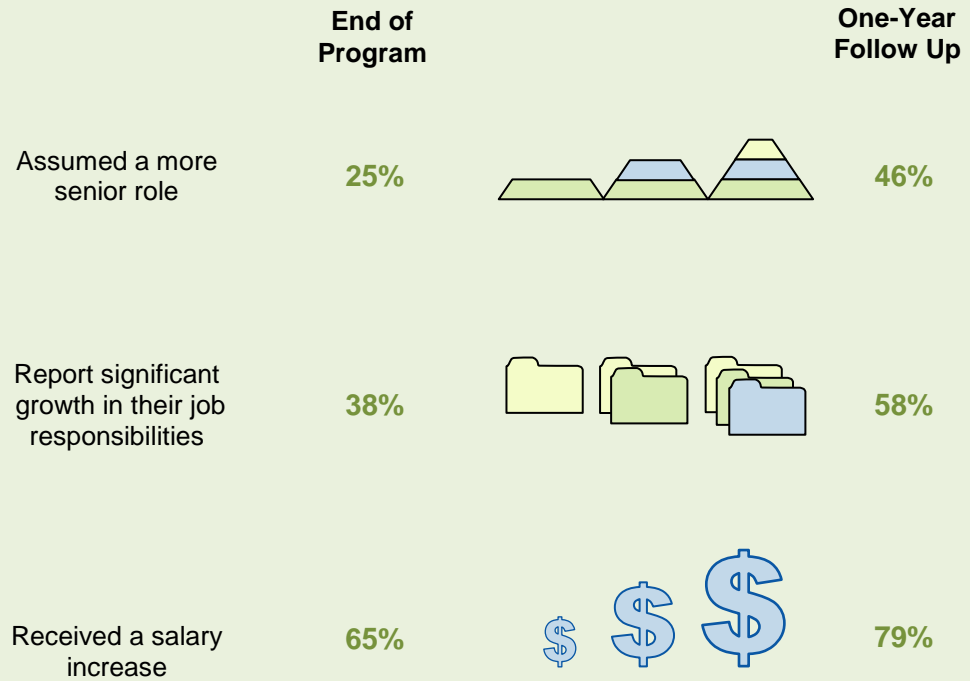 End of
Program
One-Year
Follow Up
Assumed a more
senior role
25%
46%
Report significant
growth in their job
responsibilities
38%
58%
$ $ $
Received a salary
increase
65%
79%